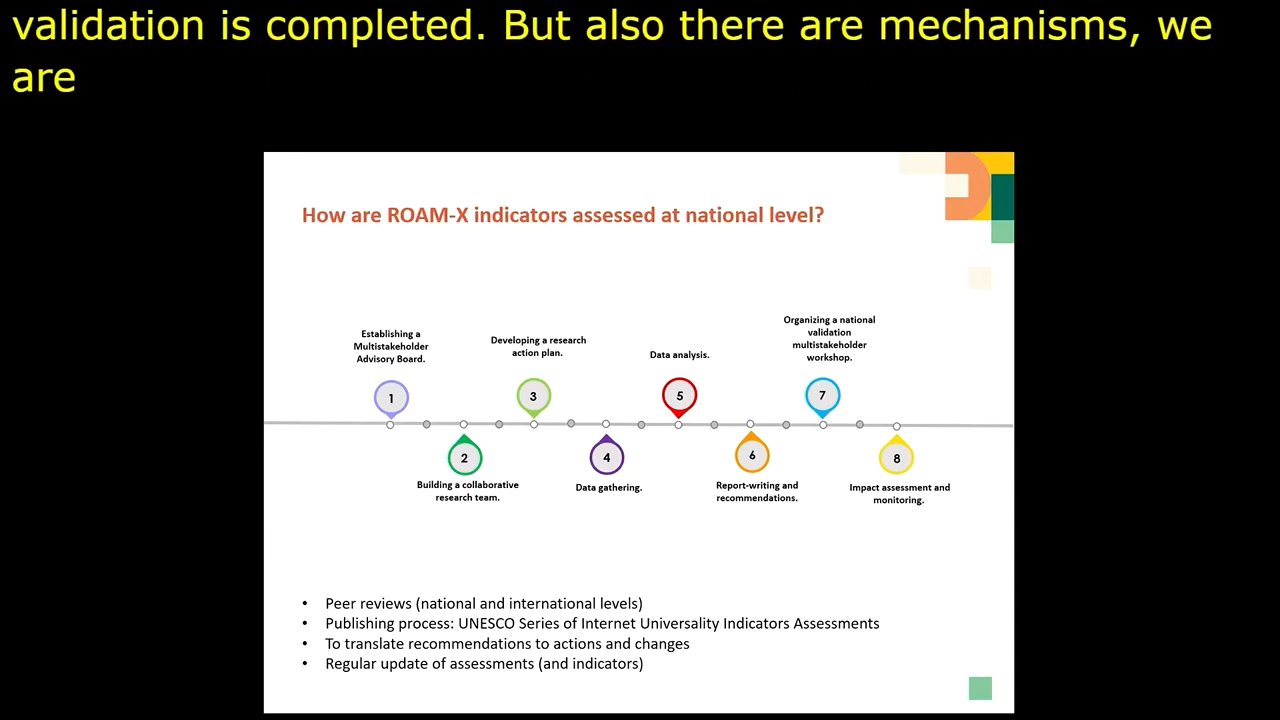 validation is completed. But also there are mechanisms, we
are
How are ROAM-X indicators assessed at national level?
Establishing a
Multistakeholder
Advisory Board.
1
2
Building a collaborative
research team.
Developing a research
action plan.
3
4
Data gathering.
Data analysis.
5
6
Report-writing and
recommendations.
Organizing a national
validation
multistakeholder
workshop.
7
8
Impact assessment and
monitoring.
• Peer reviews (national and international levels)
• Publishing process: UNESCO Series of Internet Universality Indicators Assessments
• To translate recommendations to actions and changes
• Regular update of assessments (and indicators)